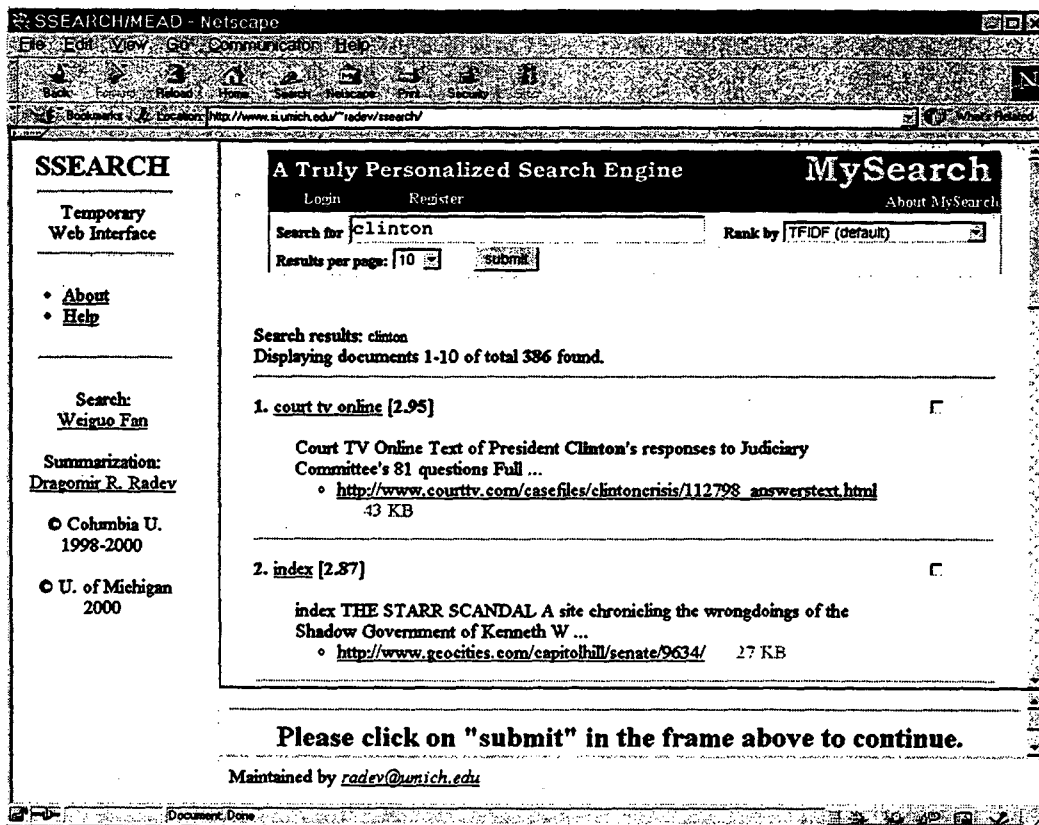 SSEARCH/MEAD - Netscape
File Edit View Go Communicator Help
Back Forward Reload Home Search Netscape Print Security
Bookmarks Location: http://www.si.umich.edu/~radev/ssearch/ What's Related
SSEARCH
Temporary
Web Interface
• About
• Help
Search:
Weiguo Fan
Summarization:
Dragomir R. Radev
© Columbia U.
1998-2000
© U. of Michigan
2000
A Truly Personalized Search Engine MySearch
Login Register About MySearch
Search for clinton Rank by TFIDF (default)
Results per page: 10 submit
Search results: clinton
Displaying documents 1-10 of total 386 found.
1. court tv online [2.95]
Court TV Online Text of President Clinton's responses to Judiciary
Committee's 81 questions Full ...
http://www.courttv.com/casefiles/clintoncrisis/112798_answerstext.html
43 KB
2. index [2.87]
index THE STARR SCANDAL A site chronicling the wrongdoings of the
Shadow Government of Kenneth W ...
http://www.geocities.com/capitolhill/senate/9634/ 27 KB
Please click on "submit" in the frame above to continue.
Maintained by radev@umich.edu
Document: Done